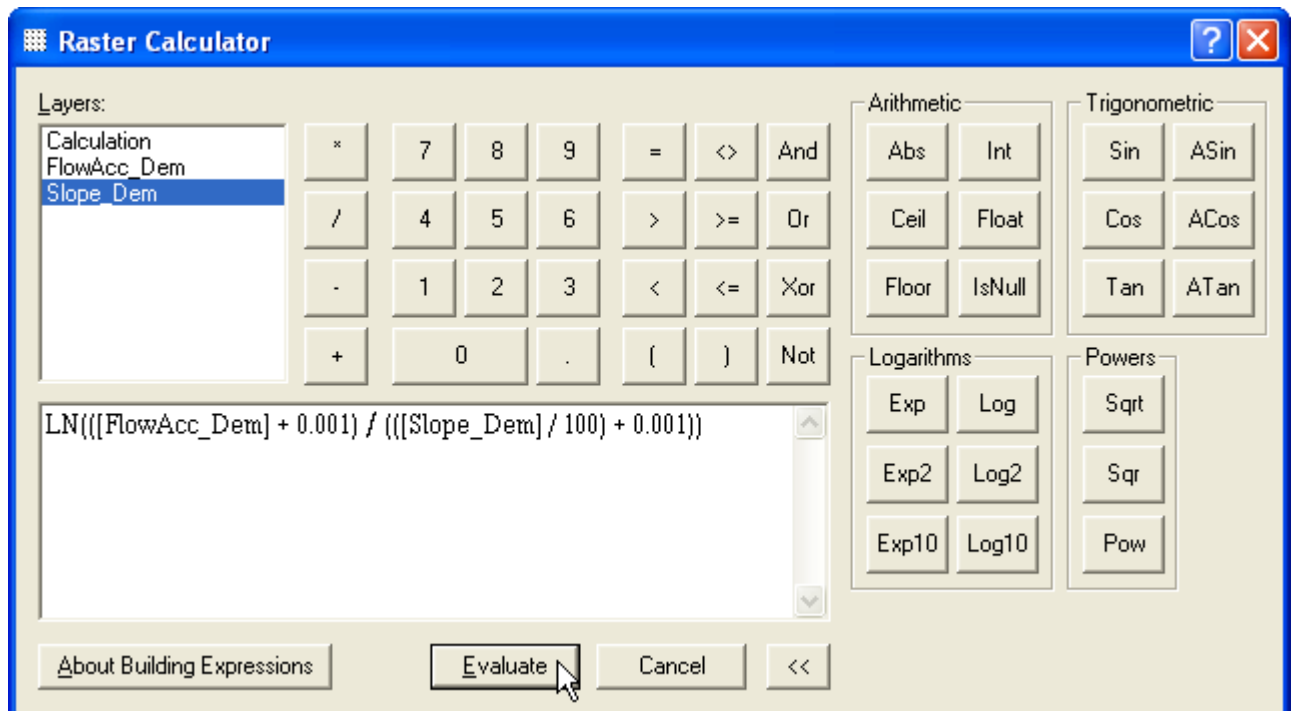 Raster Calculator
Layers:
Calculation
FlowAcc_Dem
Slope_Dem
* 7 8 9 = <> And
/ 4 5 6 > >= Or
- 1 2 3 < <= Xor
+ 0 . ( ) Not
Arithmetic
Abs Int
Ceil Float
Floor IsNull
Trigonometric
Sin ASin
Cos ACos
Tan ATan
Logarithms
Exp Log
Exp2 Log2
Exp10 Log10
Powers
Sqrt
Sqr
Pow
LN(([FlowAcc_Dem] + 0.001) / (([Slope_Dem] / 100) + 0.001))
About Building Expressions
Evaluate
Cancel
<<